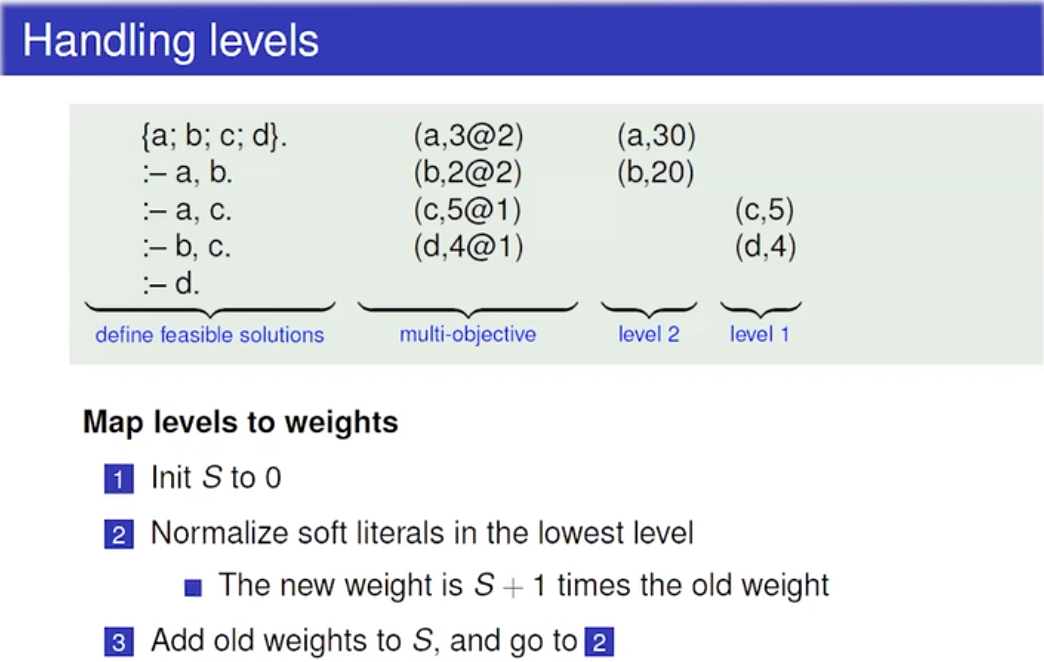 Handling levels
{a; b; c; d}. (a,3@2) (a,30)
:– a, b. (b,2@2) (b,20)
:– a, c. (c,5@1) (c,5)
:– b, c. (d,4@1) (d,4)
:– d.
define feasible solutions multi-objective level 2 level 1
Map levels to weights
1 Init S to 0
2 Normalize soft literals in the lowest level
The new weight is S + 1 times the old weight
3 Add old weights to S, and go to 2